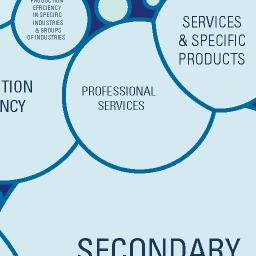 PRODUCTION
EFFICIENCY
IN SPECIFIC
INDUSTRIES
& GROUPS
OF INDUSTRIES
SERVICES
& SPECIFIC
PRODUCTS
TION
NCY
PROFESSIONAL
SERVICES
SECONDARY